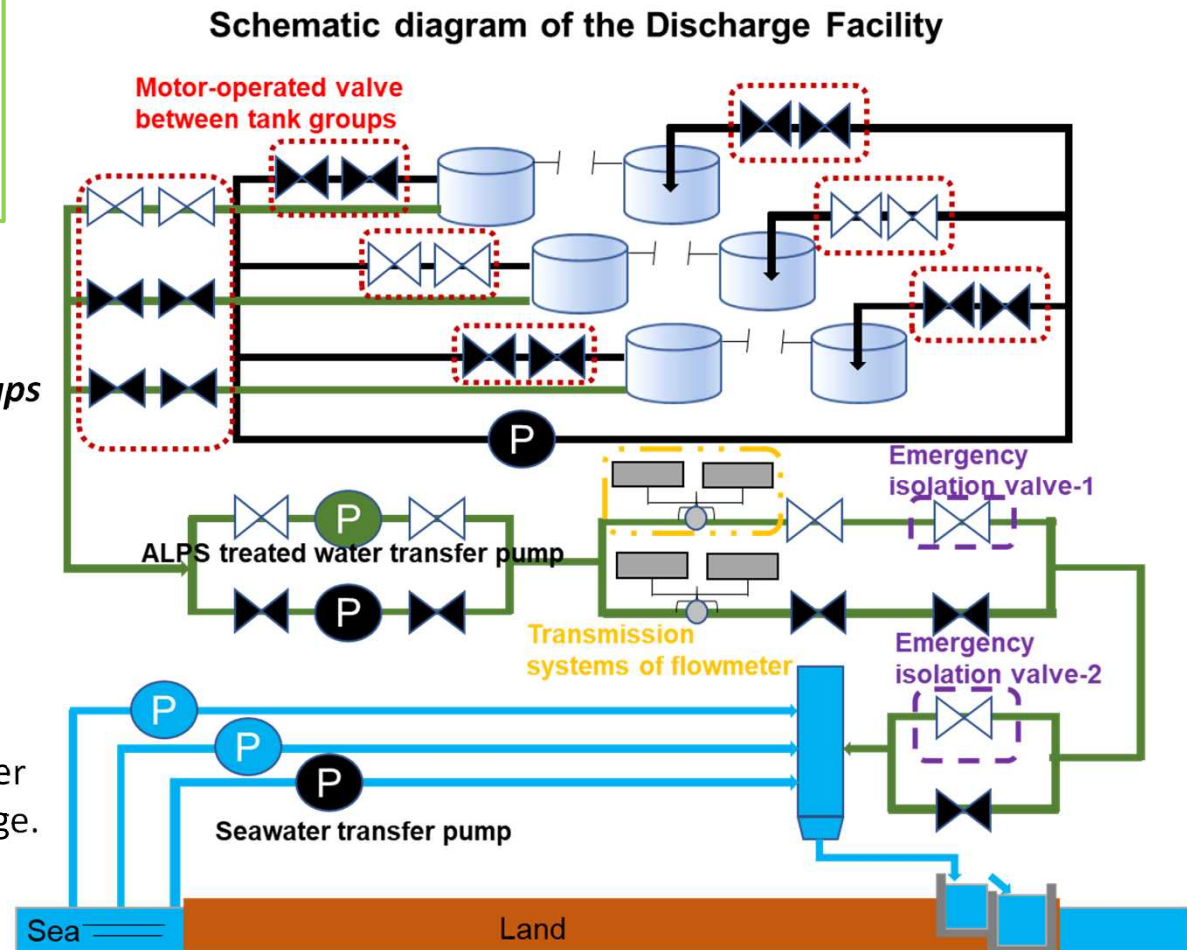 Schematic diagram of the Discharge Facility
Motor-operated valve
between tank groups
ups
P
Emergency
isolation valve-1
P
ALPS treated water transfer pump
P
Transmission
systems of flowmeter
Emergency
isolation valve-2
P
P
er
P
ge.
Seawater transfer pump
Sea
Land